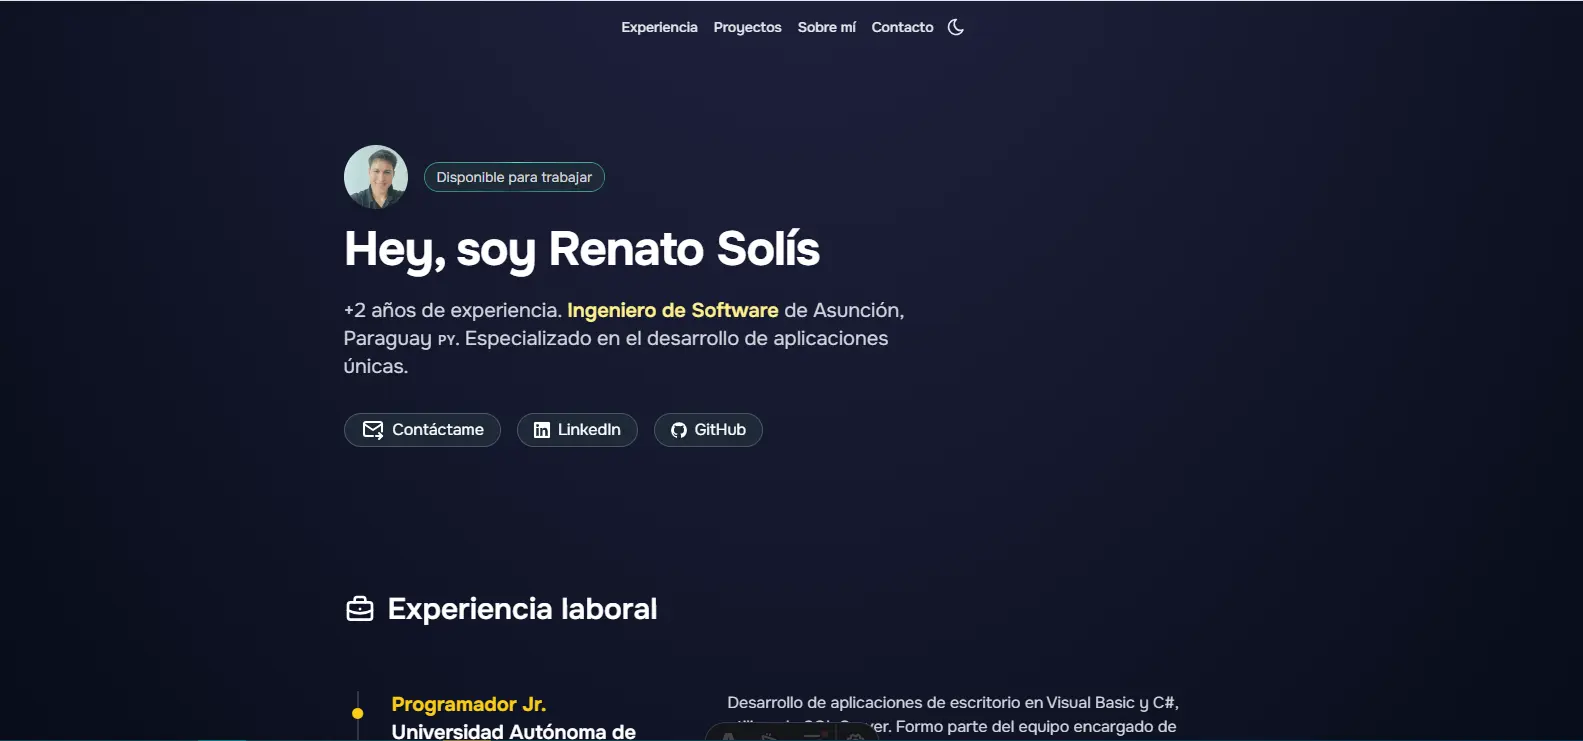 Experiencia Proyectos Sobre mí Contacto
Disponible para trabajar
Hey, soy Renato Solís
+2 años de experiencia. Ingeniero de Software de Asunción,
Paraguay PY. Especializado en el desarrollo de aplicaciones
únicas.
Contáctame LinkedIn GitHub
Experiencia laboral
Programador Jr.
Universidad Autónoma de
Desarrollo de aplicaciones de escritorio en Visual Basic y C#,
Formo parte del equipo encargado de